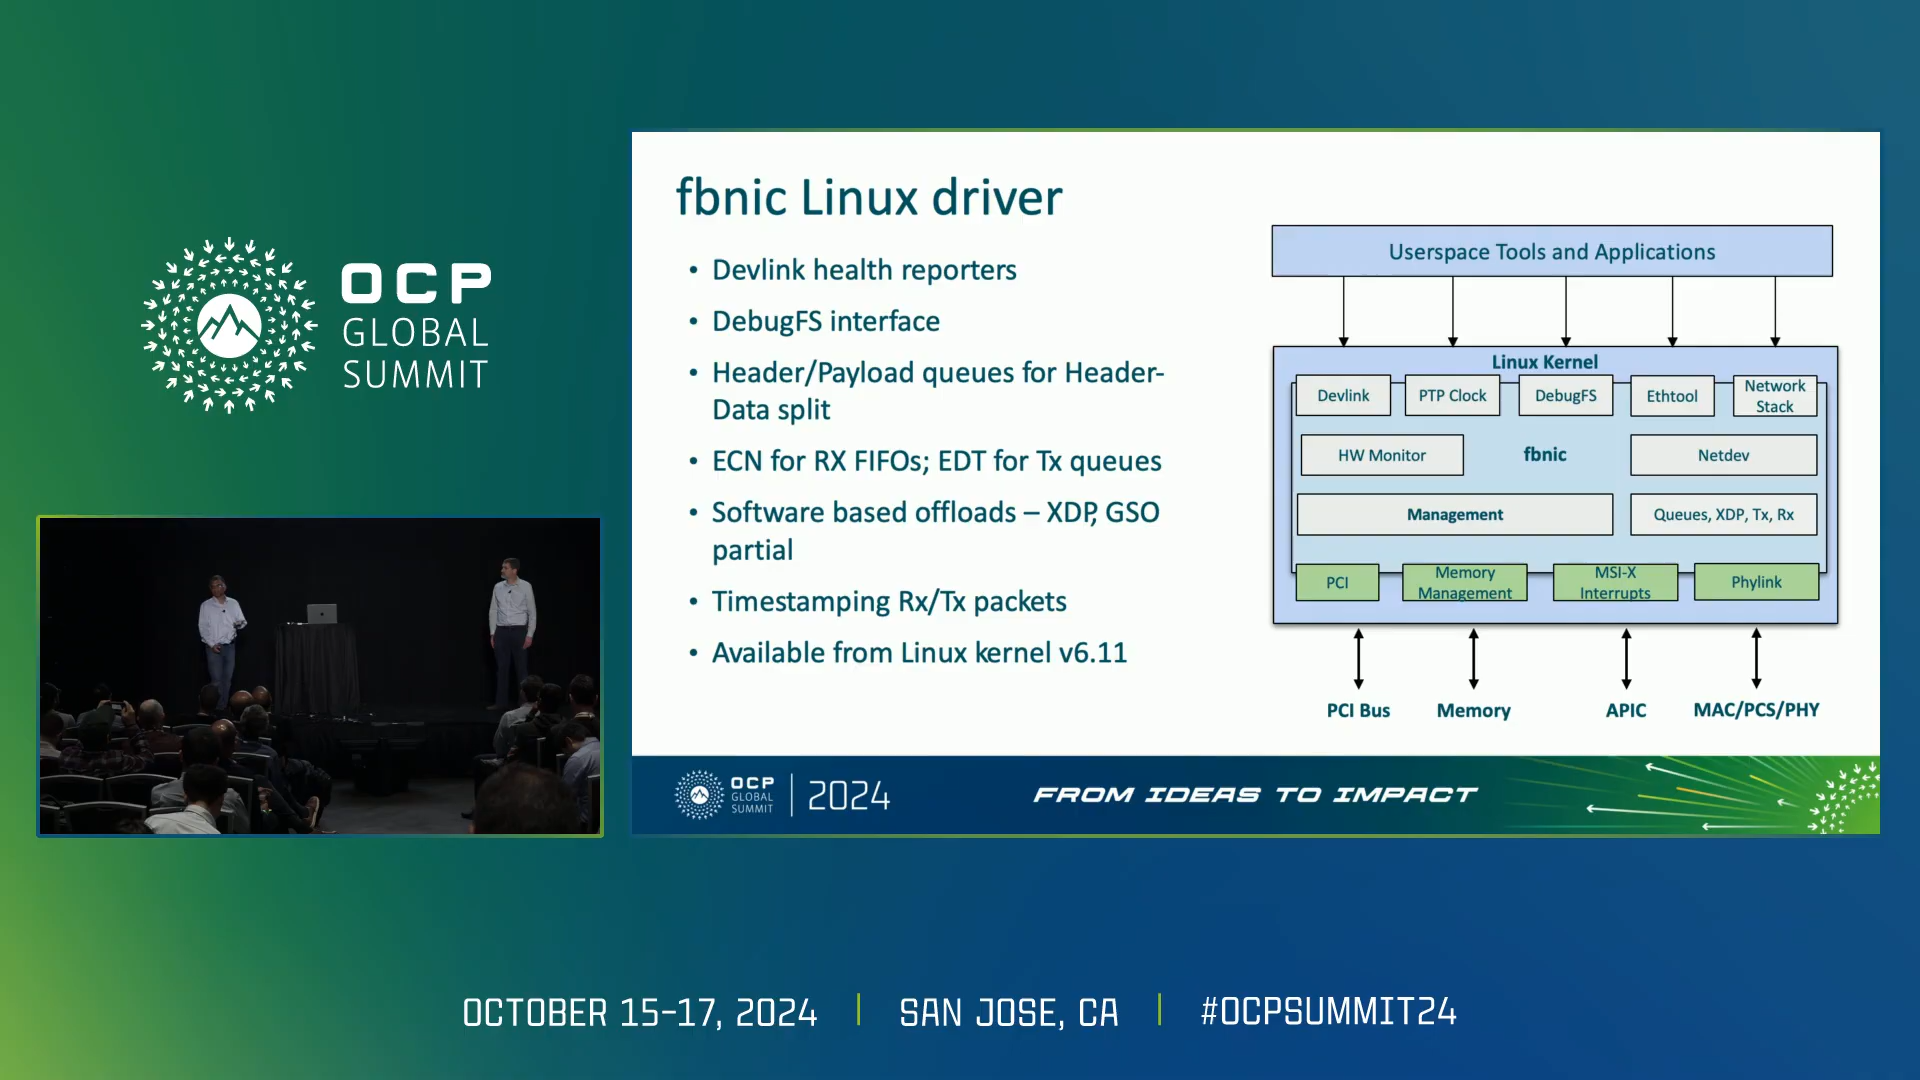 OCP
GLOBAL
SUMMIT
fbnic Linux driver
• Devlink health reporters
• DebugFS interface
• Header/Payload queues for Header-
Data split
• ECN for RX FIFOs; EDT for Tx queues
• Software based offloads – XDP, GSO
partial
• Timestamping Rx/Tx packets
• Available from Linux kernel v6.11
Userspace Tools and Applications
Linux Kernel
Devlink
PTP Clock
DebugFS
Ethtool
Network
Stack
HW Monitor
fbnic
Netdev
Management
Queues, XDP, Tx, Rx
PCI
Memory
Management
MSI-X
Interrupts
Phylink
PCI Bus
Memory
APIC
MAC/PCS/PHY
OCP
GLOBAL
SUMMIT
2024
FROM IDEAS TO IMPACT
OCTOBER 15-17, 2024
SAN JOSE, CA
#OCPSUMMIT24